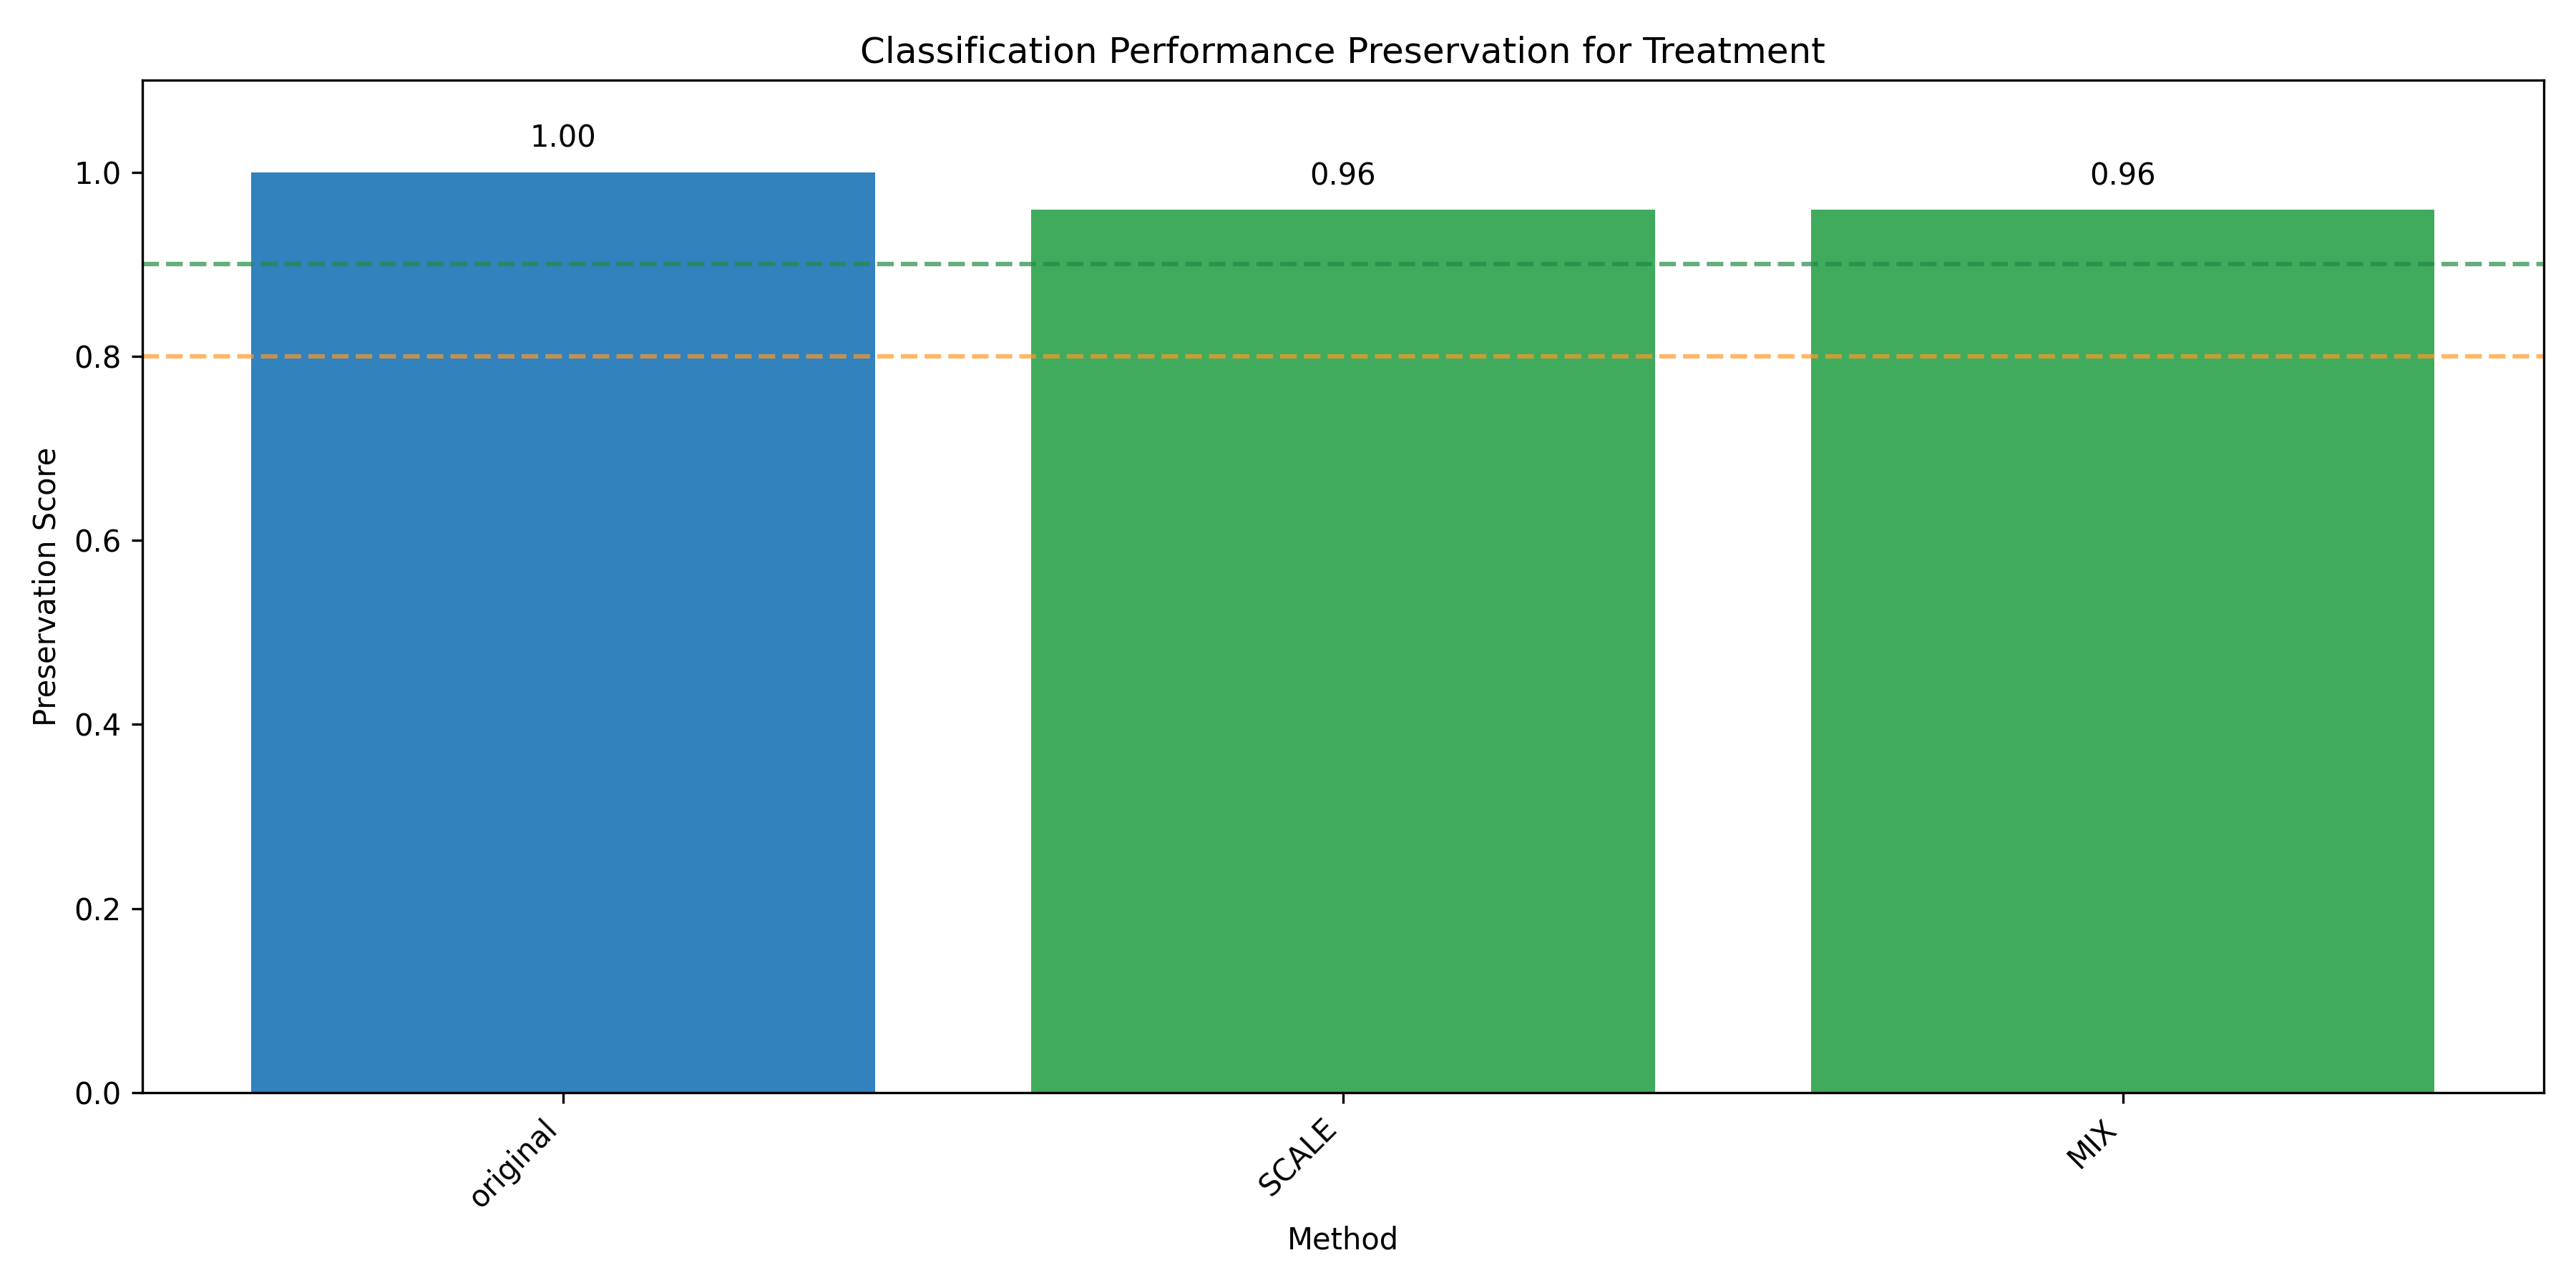 Classification Performance Preservation for Treatment
1.00
0.96
0.96
1.0
0.8
0.6
0.4
0.2
0.0
Preservation Score
original
SCALE
MIX
Method